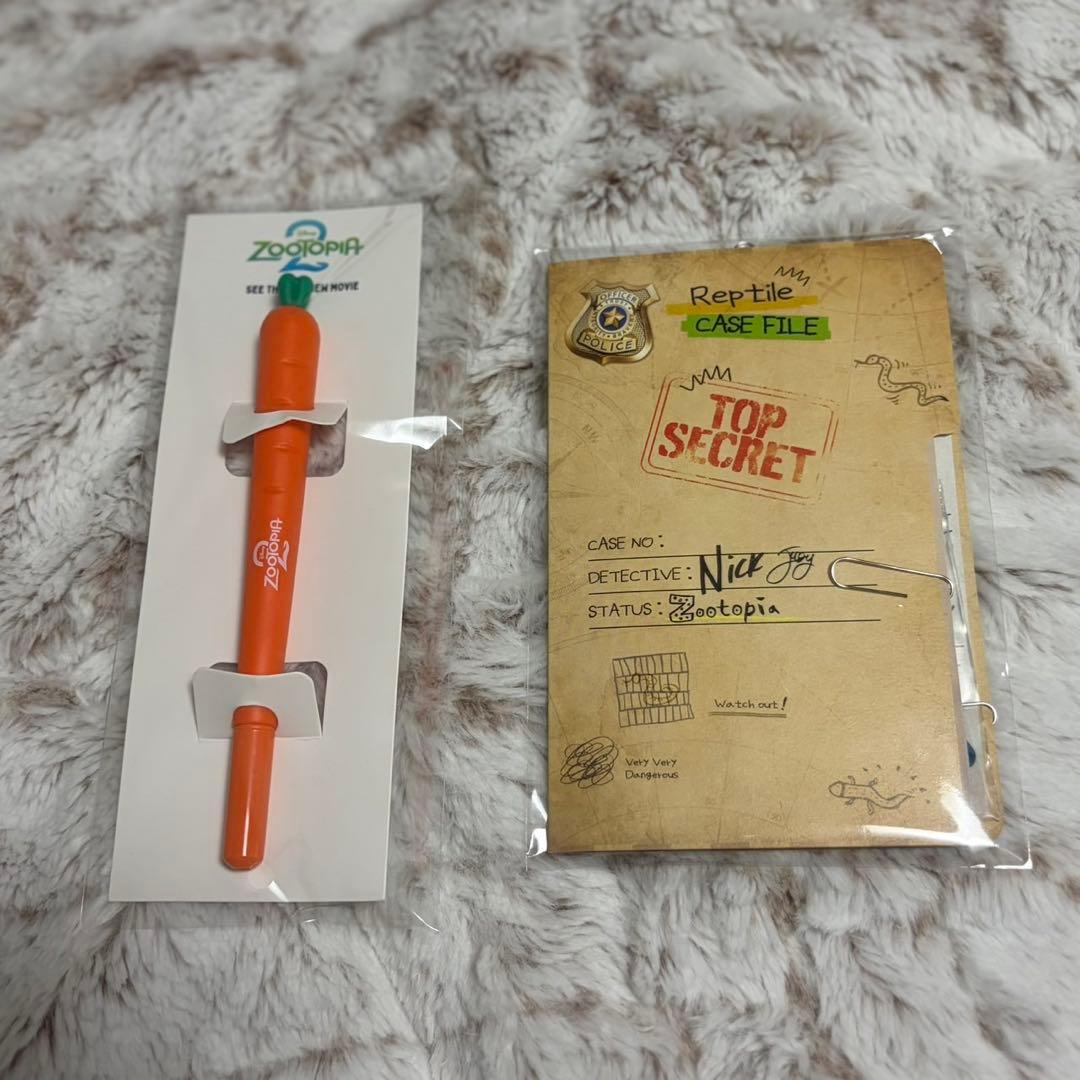 Disney
ZOOTOPIA 2
SEE THE NEW MOVIE
Disney
ZOOTOPIA 2
OFFICER
TRUST
POLICE
Reptile
CASE FILE
TOP
SECRET
CASE NO :
DETECTIVE : Nick Judy
STATUS : Zootopia
Watch out!
Very Very
Dangerous